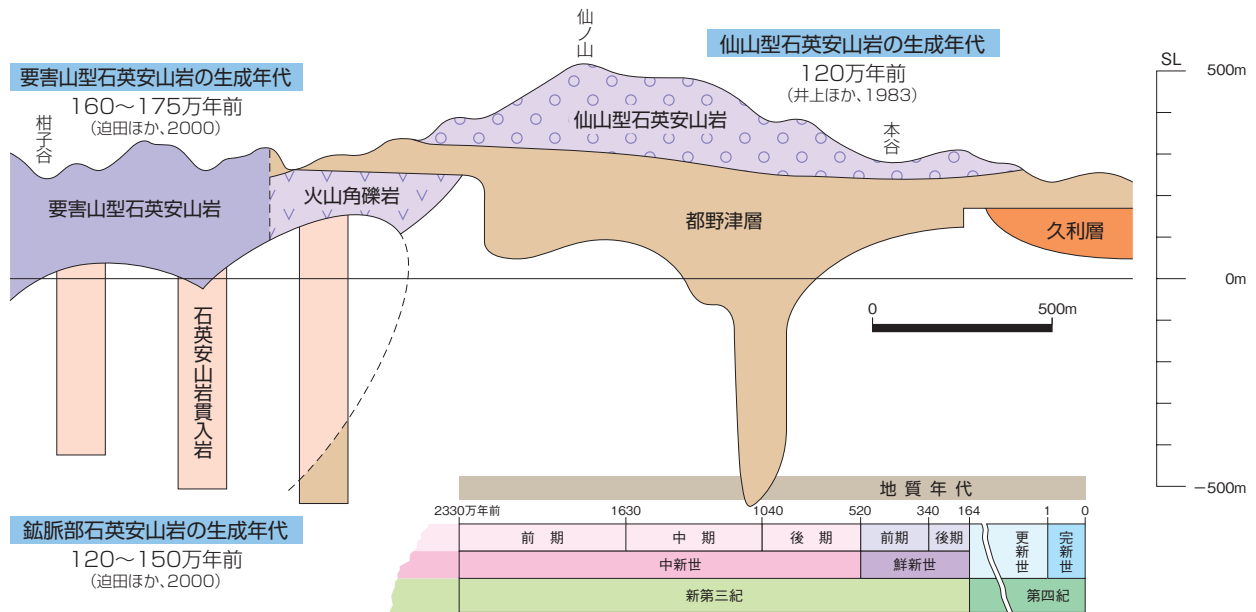 仙ノ山
要害山型石英安山岩の生成年代
160〜175万年前
(迫田ほか、2000)
仙山型石英安山岩の生成年代
120万年前
(井上ほか、1983)
SL
500m
柑子谷
仙山型石英安山岩
本谷
要害山型石英安山岩
火山角礫岩
都野津層
久利層
0m
0
500m
石英安山岩貫入岩
−500m
鉱脈部石英安山岩の生成年代
120〜150万年前
(迫田ほか、2000)
地質年代
2330万年前 1630 1040 520 340 164 1 0
前期 中期 後期 前期 後期 更新世 完新世
中新世 鮮新世
新第三紀 第四紀